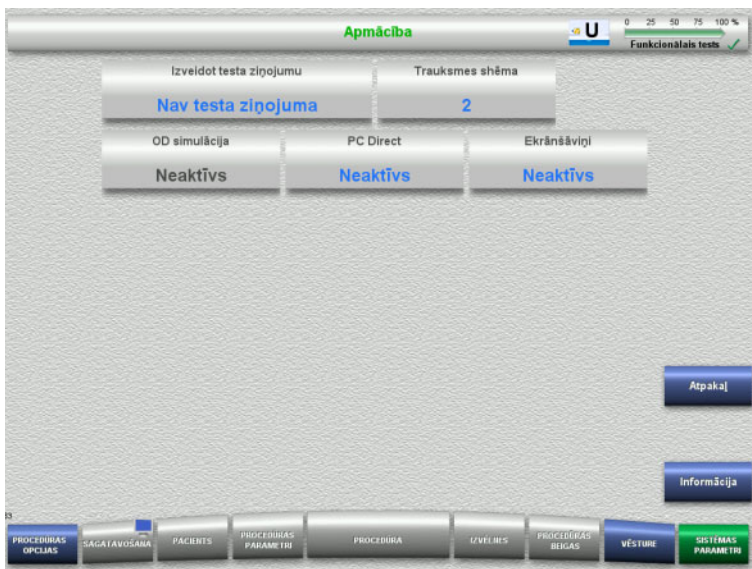 Apmācība
U
0 25 50 75 100 %
Funkcionālais tests
Izveidot testa ziņojumu
Trauksmes shēma
Nav testa ziņojuma
2
OD simulācija
PC Direct
Ekrānšāviņi
Neaktīvs
Neaktīvs
Neaktīvs
Atpakaļ
Informācija
53
PROCEDŪRAS
OPCIJAS
SAGATAVOŠANA
PACIENTS
PROCEDŪRAS
PARAMETRI
PROCEDŪRA
IZVĒLNES
PROCEDŪRAS
BEIGAS
VĒSTURE
SISTĒMAS
PARAMETRI